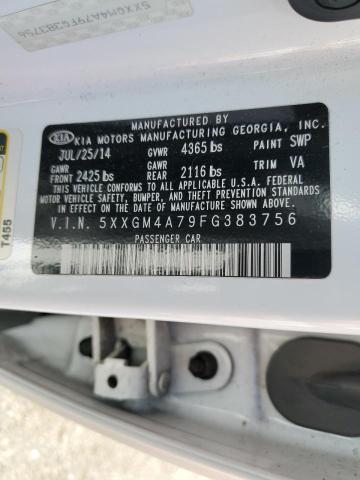 5XXGM4A79FG383756
MANUFACTURED BY
KIA KIA MOTORS MANUFACTURING GEORGIA, INC.
JUL/25/14 GVWR 4365 lbs PAINT SWP
GAWR GAWR
FRONT 2425 lbs REAR 2116 lbs TRIM VA
THIS VEHICLE CONFORMS TO ALL APPLICABLE U.S. FEDERAL
MOTOR VEHICLE SAFETY, BUMPER, AND THEFT PREVENTION
STANDARDS IN EFFECT ON THE DATE OF MANUFACTURE SHOWN ABOVE.
V.I.N. 5XXGM4A79FG383756
PASSENGER CAR
T455